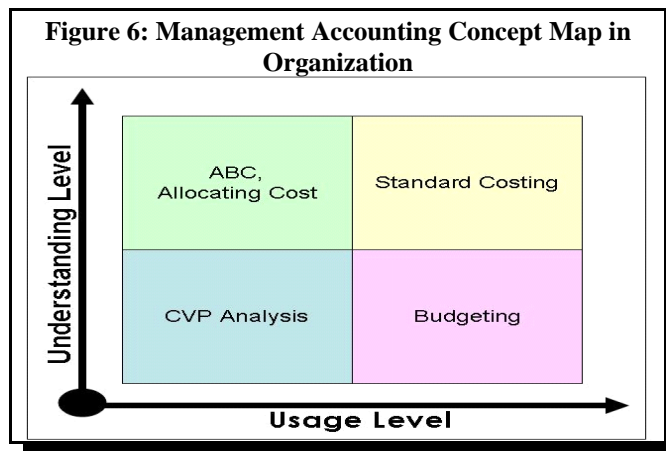 Figure 6: Management Accounting Concept Map in
Organization
Understanding Level
ABC,
Allocating Cost
Standard Costing
CVP Analysis
Budgeting
Usage Level